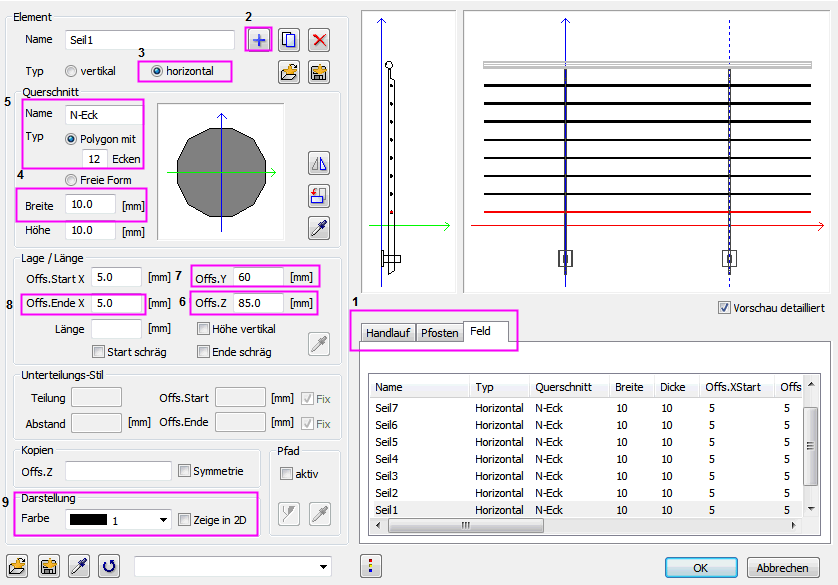 Element
2
Name Seil1
3
Typ vertikal horizontal
Querschnitt
5
Name N-Eck
Typ Polygon mit
12 Ecken
4
Freie Form
Breite 10.0 [mm]
Höhe 10.0 [mm]
Lage / Länge
Offs.Start X 5.0 [mm] 7 Offs.Y 60 [mm]
8 Offs.Ende X 5.0 [mm] 6 Offs.Z 85.0 [mm]
Länge [mm] Höhe vertikal
Start schräg Ende schräg
Unterteilungs-Stil
Teilung Offs.Start [mm] Fix
Abstand [mm] Offs.Ende [mm] Fix
Kopien
Offs.Z Symmetrie
Pfad
aktiv
9 Darstellung
Farbe 1 Zeige in 2D
Vorschau detailliert
1
Handlauf Pfosten Feld
Name Typ Querschnitt Breite Dicke Offs.XStart Offs
Seil7 Horizontal N-Eck 10 10 5 5
Seil6 Horizontal N-Eck 10 10 5 5
Seil5 Horizontal N-Eck 10 10 5 5
Seil4 Horizontal N-Eck 10 10 5 5
Seil3 Horizontal N-Eck 10 10 5 5
Seil2 Horizontal N-Eck 10 10 5 5
Seil1 Horizontal N-Eck 10 10 5 5
OK Abbrechen